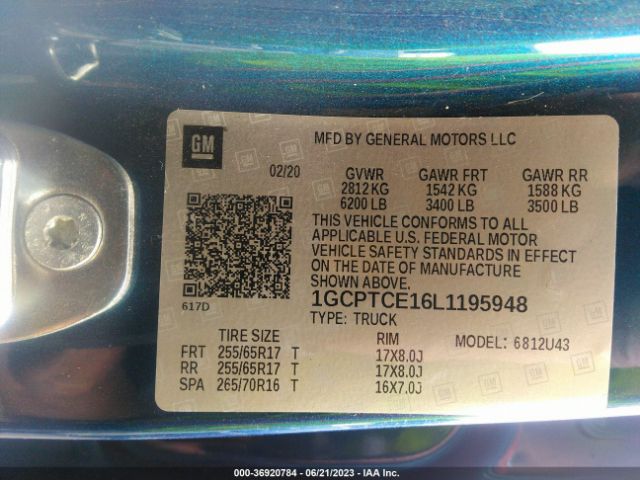 GM
MFD BY GENERAL MOTORS LLC
02/20
GVWR GAWR FRT GAWR RR
2812 KG 1542 KG 1588 KG
6200 LB 3400 LB 3500 LB
THIS VEHICLE CONFORMS TO ALL
APPLICABLE U.S. FEDERAL MOTOR
VEHICLE SAFETY STANDARDS IN EFFECT
ON THE DATE OF MANUFACTURE
SHOWN ABOVE.
617D
1GCPTCE16L1195948
TYPE: TRUCK
TIRE SIZE RIM MODEL: 6812U43
FRT 255/65R17 T 17X8.0J
RR 255/65R17 T 17X8.0J
SPA 265/70R16 T 16X7.0J
000-36920784 - 06/21/2023 - IAA Inc.